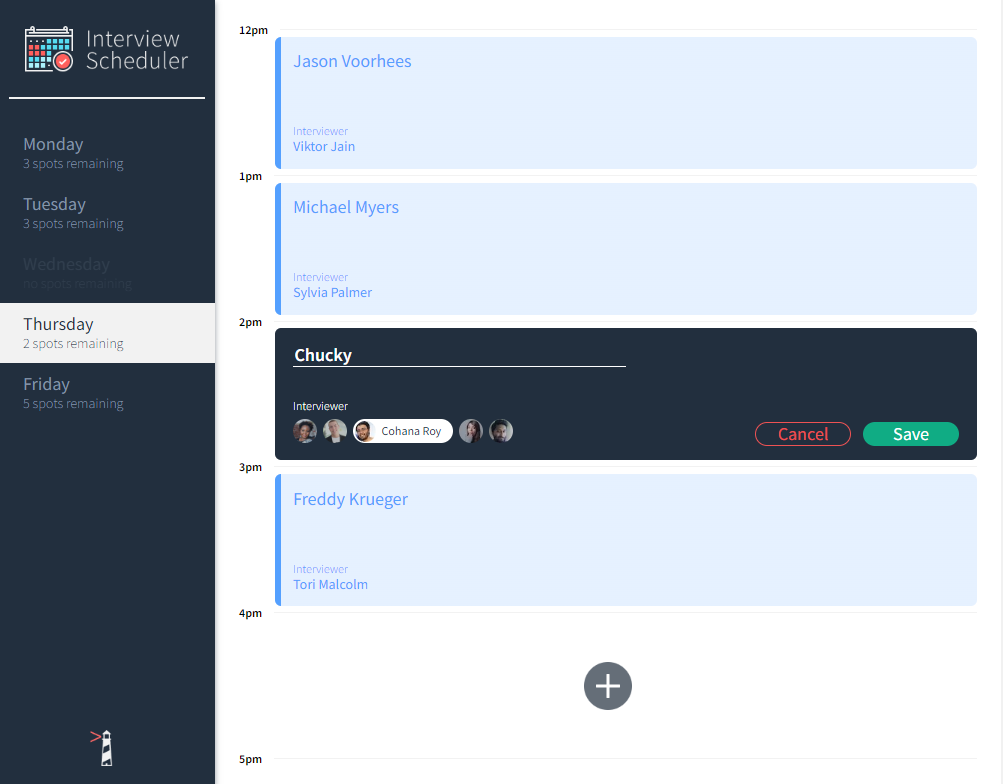 Interview
Scheduler
Monday
3 spots remaining
Tuesday
3 spots remaining
Wednesday
no spots remaining
Thursday
2 spots remaining
Friday
5 spots remaining
12pm
Jason Voorhees
Interviewer
Viktor Jain
1pm
Michael Myers
Interviewer
Sylvia Palmer
2pm
Chucky
Interviewer
Cohana Roy
Cancel
Save
3pm
Freddy Krueger
Interviewer
Tori Malcolm
4pm
5pm